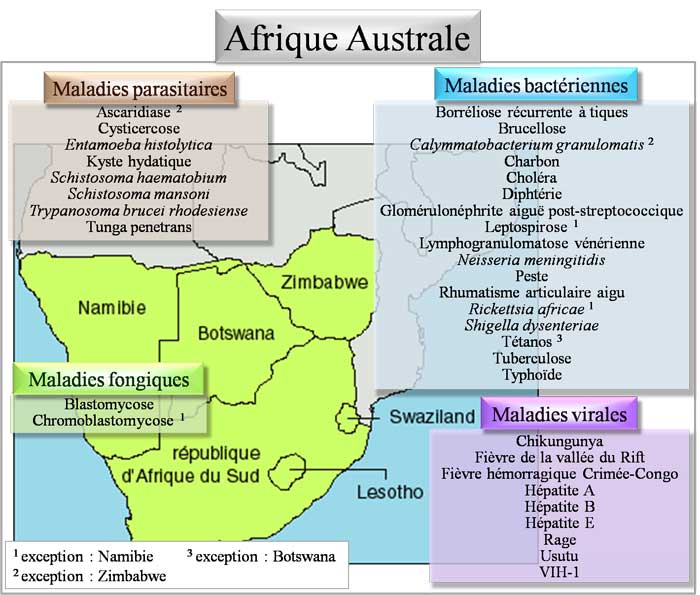 Afrique Australe
Maladies parasitaires
Ascaridiase ²
Cysticercose
Entamoeba histolytica
Kyste hydatique
Schistosoma haematobium
Schistosoma mansoni
Trypanosoma brucei rhodesiense
Tunga penetrans
Maladies bactériennes
Borréliose récurrente à tiques
Brucellose
Calymmatobacterium granulomatis ²
Charbon
Choléra
Diphtérie
Glomérulonéphrite aiguë post-streptococcique
Leptospirose ¹
Lymphogranulomatose vénérienne
Neisseria meningitidis
Peste
Rhumatisme articulaire aigu
Rickettsia africae ¹
Shigella dysenteriae
Tétanos ³
Tuberculose
Typhoïde
Zimbabwe
Namibie
Botswana
Maladies fongiques
Blastomycose
Chromoblastomycose ¹
Swaziland
république
d'Afrique du Sud
Lesotho
Maladies virales
Chikungunya
Fièvre de la vallée du Rift
Fièvre hémorragique Crimée-Congo
Hépatite A
Hépatite B
Hépatite E
Rage
Usutu
VIH-1
¹ exception : Namibie ³ exception : Botswana
² exception : Zimbabwe